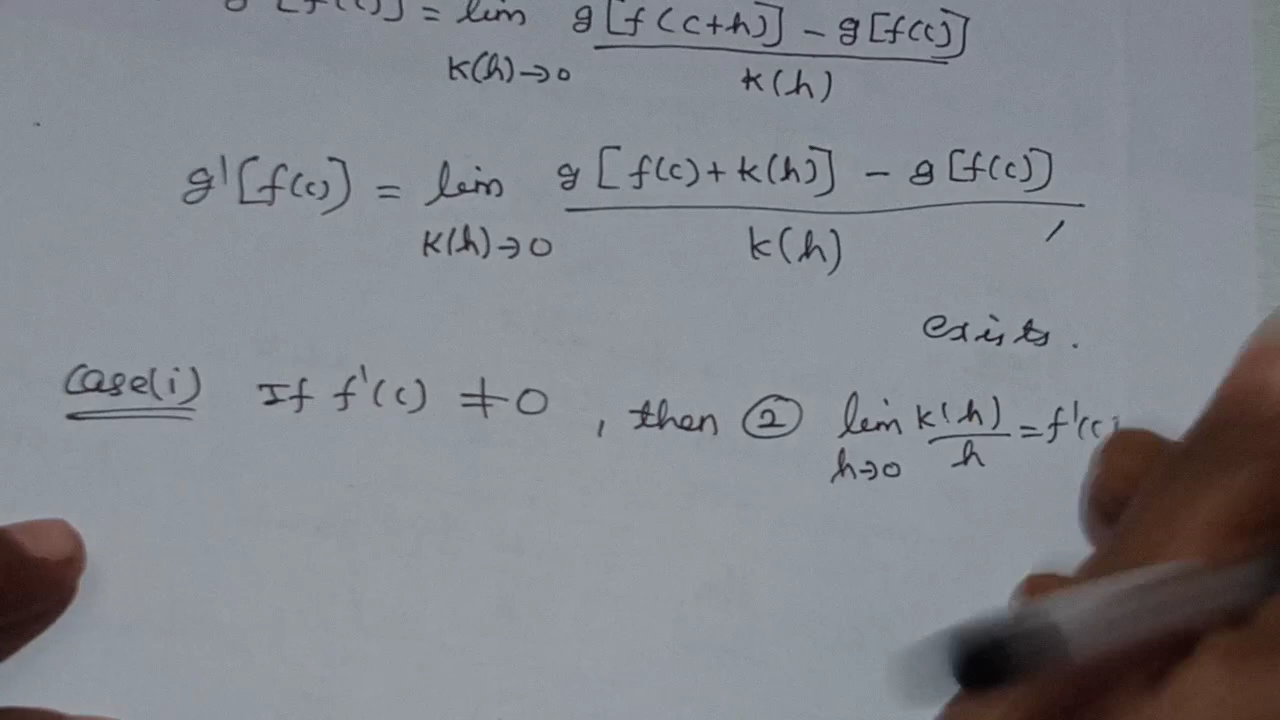 = lim g[f(c+h)] - g[f(c)]
k(h)→0 k(h)
g'[f(c)] = lim g[f(c)+k(h)] - g[f(c)]
k(h)→0 k(h) ,
exists.
Case(i) If f'(c) ≠ 0, then ② lim k(h)/h = f'(c)
h→0